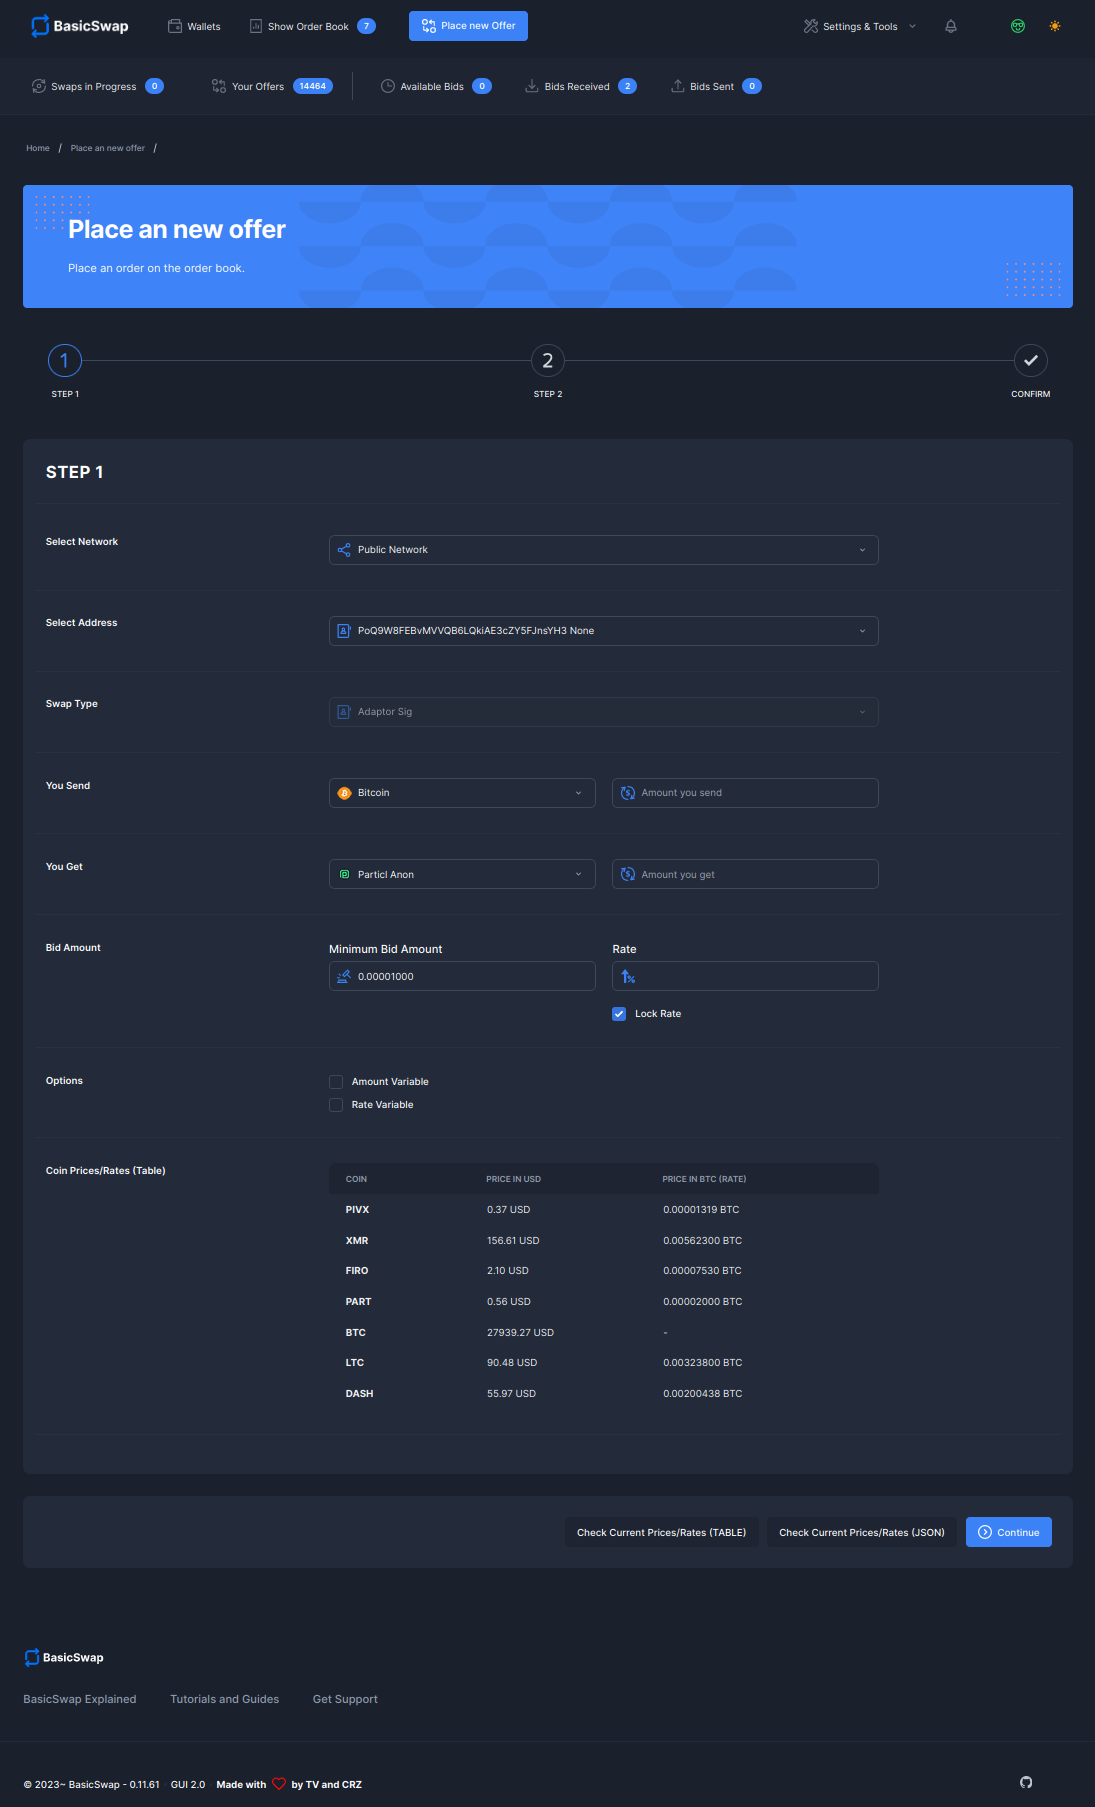 BasicSwap Wallets Show Order Book 7 Place new Offer Settings & Tools
Swaps in Progress 0 Your Offers 14464 Available Bids 0 Bids Received 2 Bids Sent 0
Home / Place an new offer /
Place an new offer
Place an order on the order book.
1 2
STEP 1 STEP 2 CONFIRM
STEP 1
Select Network Public Network
Select Address PoQ9W8FEBvMVVQB6LQkiAE3cZY5FJnsYH3 None
Swap Type Adaptor Sig
You Send Bitcoin Amount you send
You Get Particl Anon Amount you get
Bid Amount Minimum Bid Amount Rate
0.00001000
Lock Rate
Options Amount Variable
Rate Variable
Coin Prices/Rates (Table)
COIN PRICE IN USD PRICE IN BTC (RATE)
PIVX 0.37 USD 0.00001319 BTC
XMR 156.61 USD 0.00562300 BTC
FIRO 2.10 USD 0.00007530 BTC
PART 0.56 USD 0.00002000 BTC
BTC 27939.27 USD -
LTC 90.48 USD 0.00323800 BTC
DASH 55.97 USD 0.00200438 BTC
Check Current Prices/Rates (TABLE) Check Current Prices/Rates (JSON) Continue
BasicSwap
BasicSwap Explained Tutorials and Guides Get Support
© 2023~ BasicSwap - 0.11.61 GUI 2.0 Made with by TV and CRZ